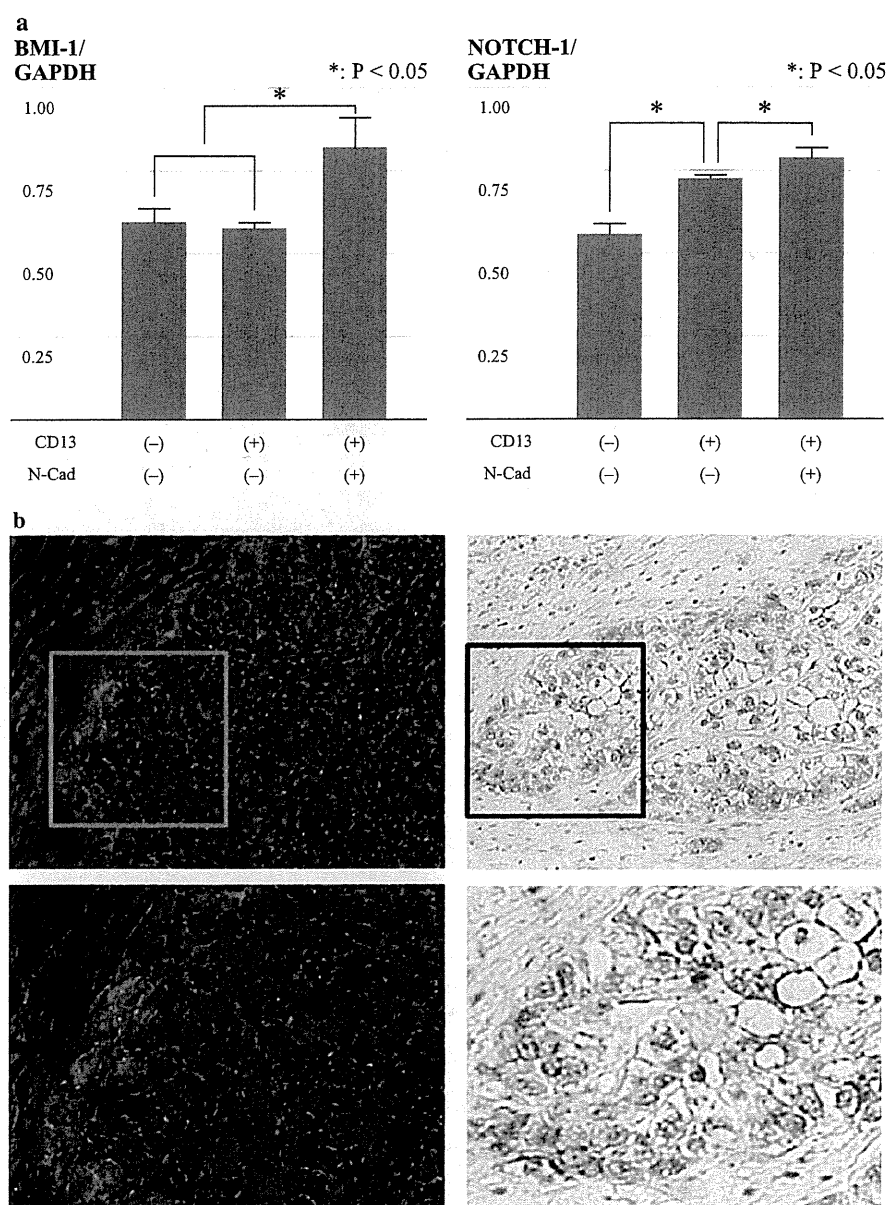 a
BMI-1/
GAPDH
*: P < 0.05
1.00
0.75
0.50
0.25
*
CD13 (–) (+) (+)
N-Cad (–) (–) (+)
NOTCH-1/
GAPDH
*: P < 0.05
1.00
0.75
0.50
0.25
* *
CD13 (–) (+) (+)
N-Cad (–) (–) (+)
b